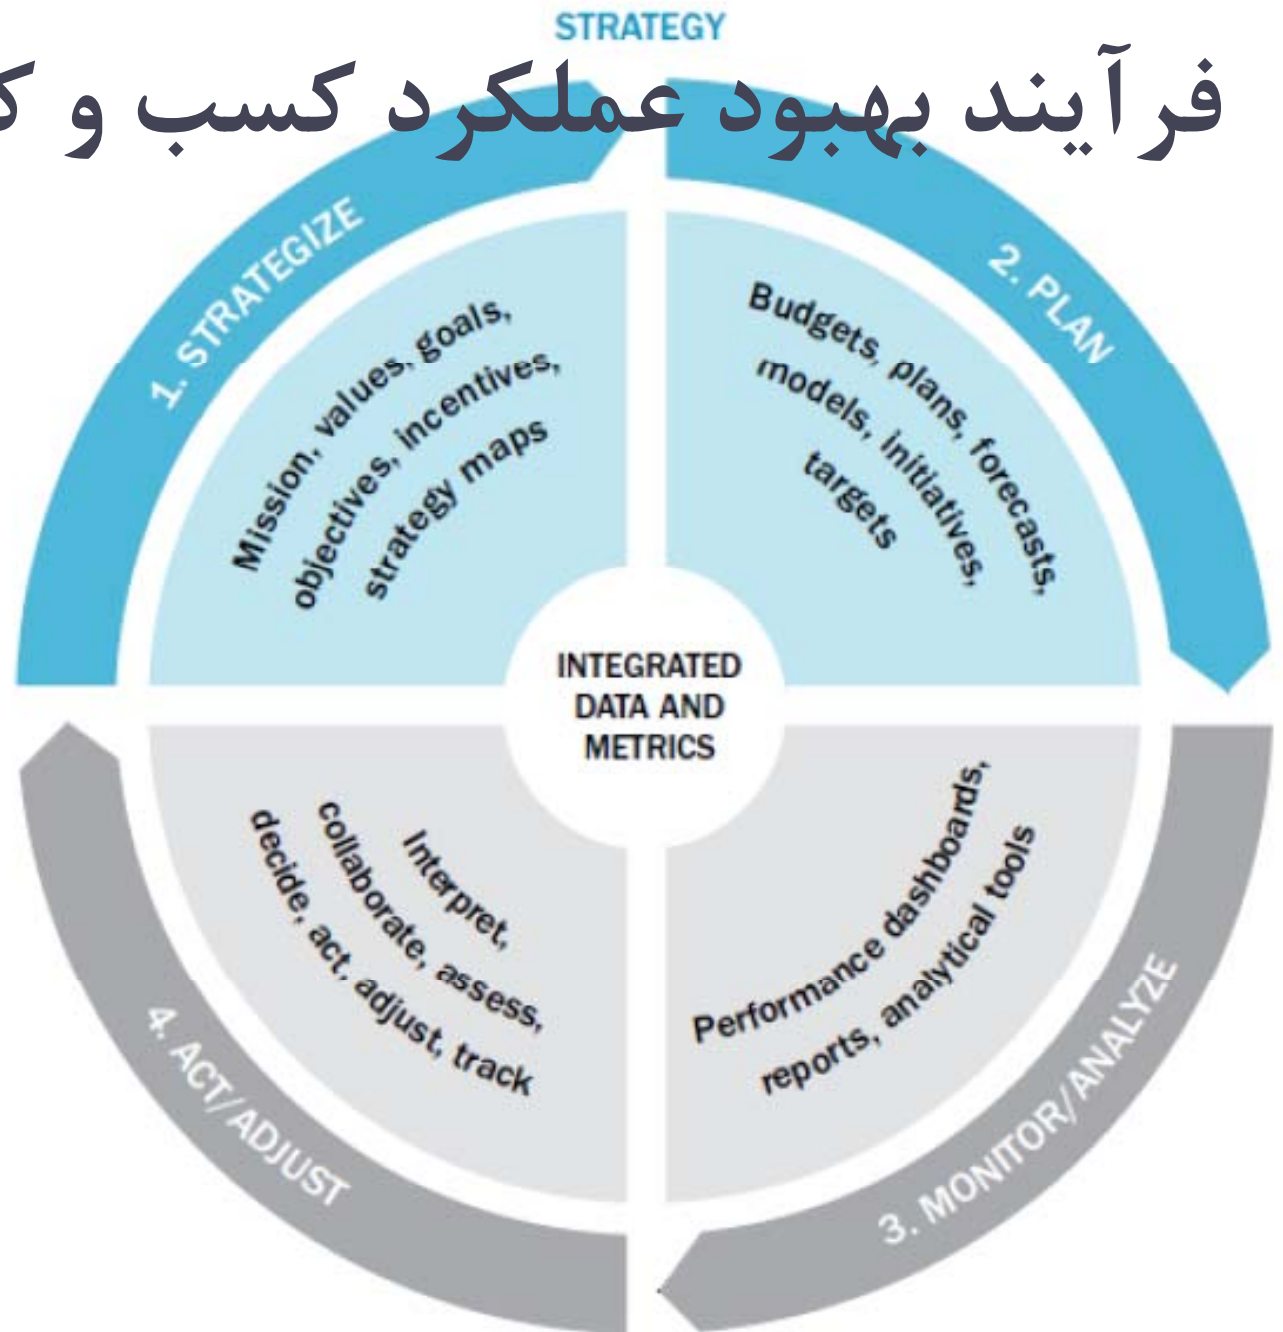 STRATEGY
فرآیند بهبود عملکرد کسب و
1. STRATEGIZE
Mission, values, goals,
objectives, incentives,
strategy maps
2. PLAN
Budgets, plans, forecasts,
models, initiatives,
targets
INTEGRATED
DATA AND
METRICS
Performance dashboards,
reports, analytical tools
3. MONITOR/ANALYZE
Interpret,
collaborate, assess,
decide, act, adjust, track
4. ACT/ADJUST